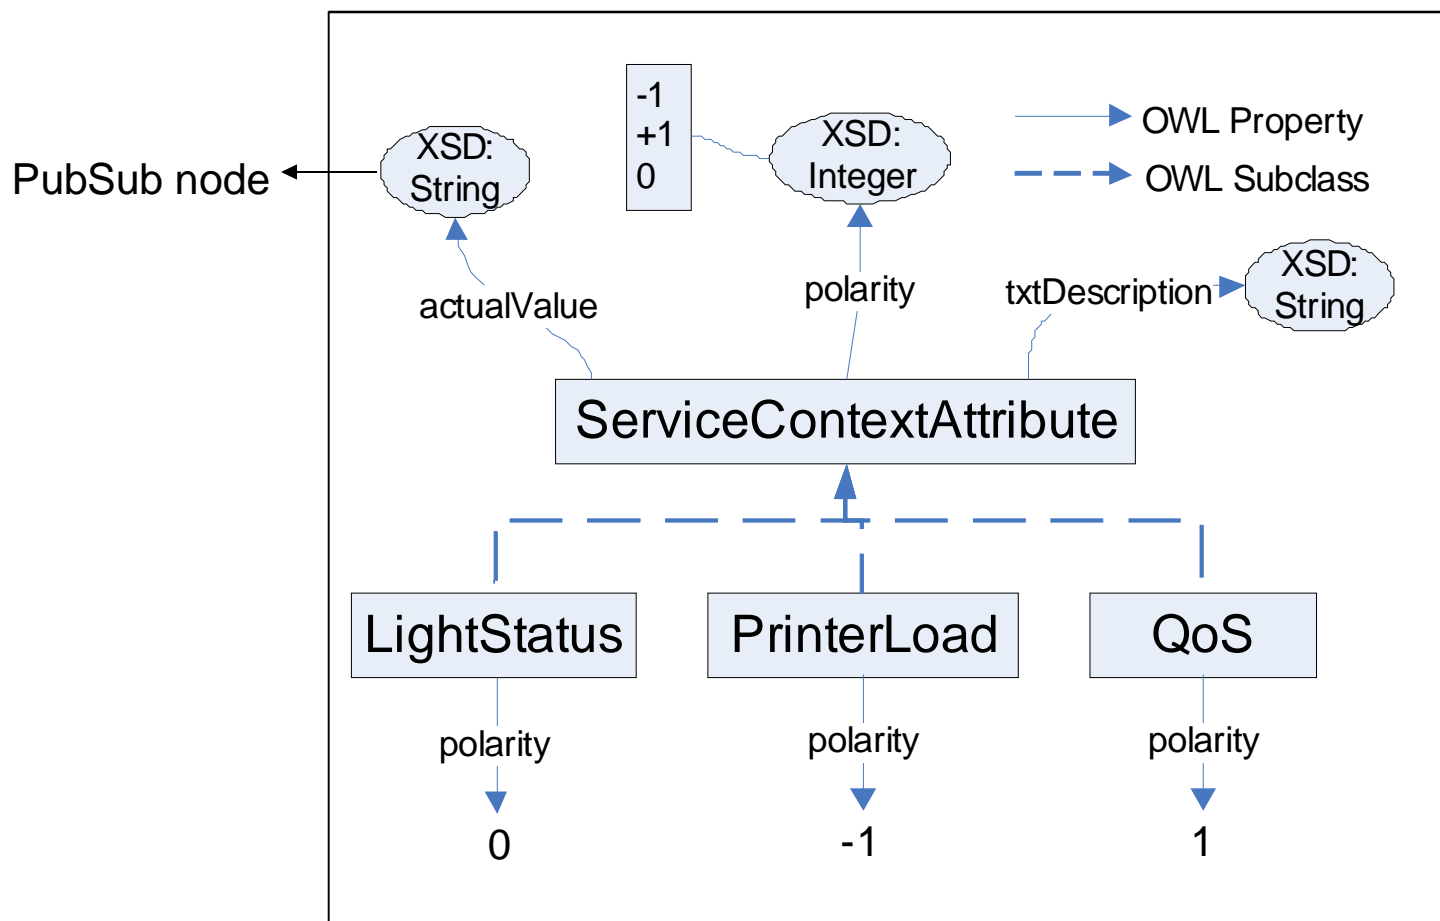 -1
+1
0
XSD:
Integer
XSD:
String
OWL Property
OWL Subclass
PubSub node
XSD:
String
actualValue
polarity
txtDescription
ServiceContextAttribute
LightStatus
PrinterLoad
QoS
polarity
polarity
polarity
0
-1
1